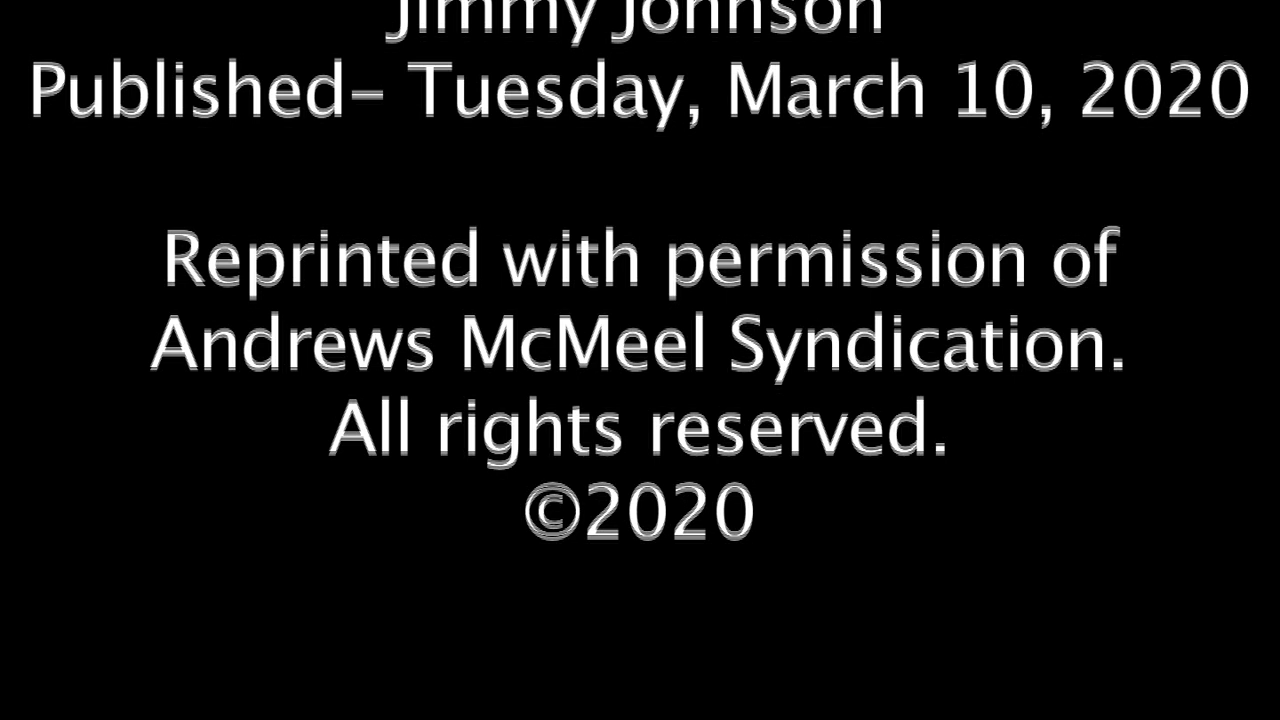 Jimmy Johnson
Published– Tuesday, March 10, 2020
Reprinted with permission of
Andrews McMeel Syndication.
All rights reserved.
©2020